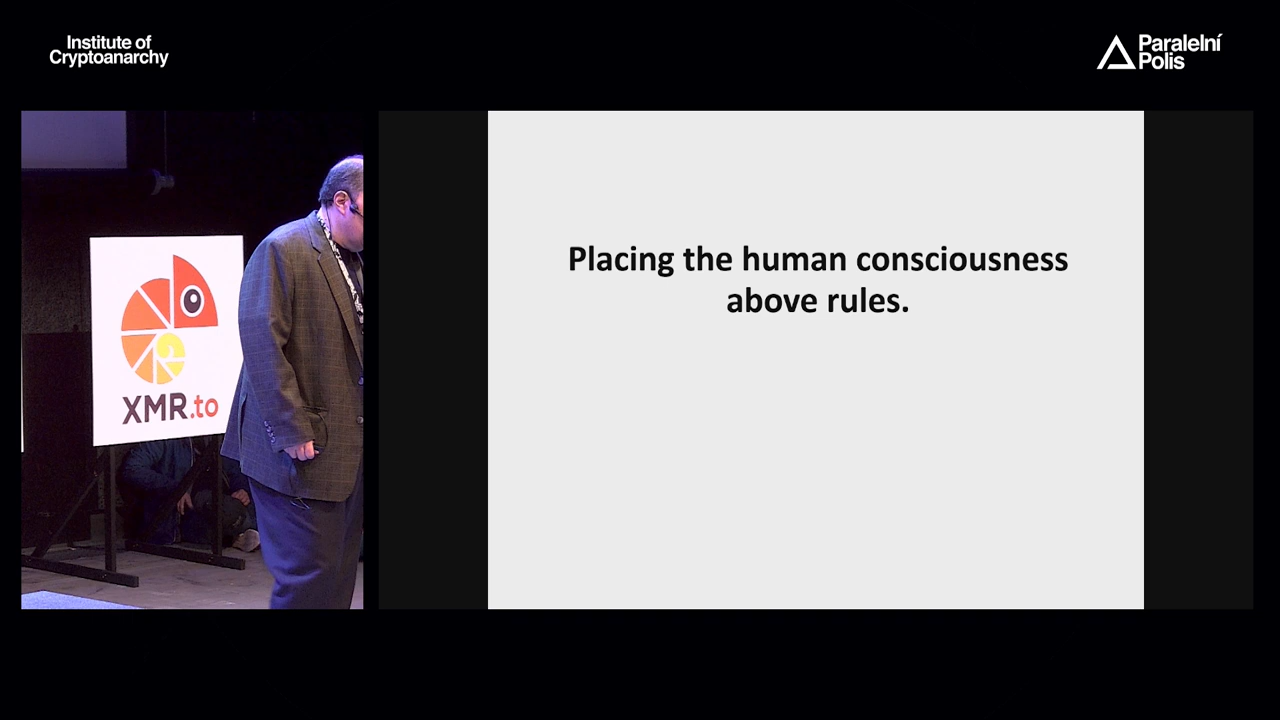 Institute of
Cryptoanarchy
Paralelní
Polis
XMR.to
Placing the human consciousness
above rules.